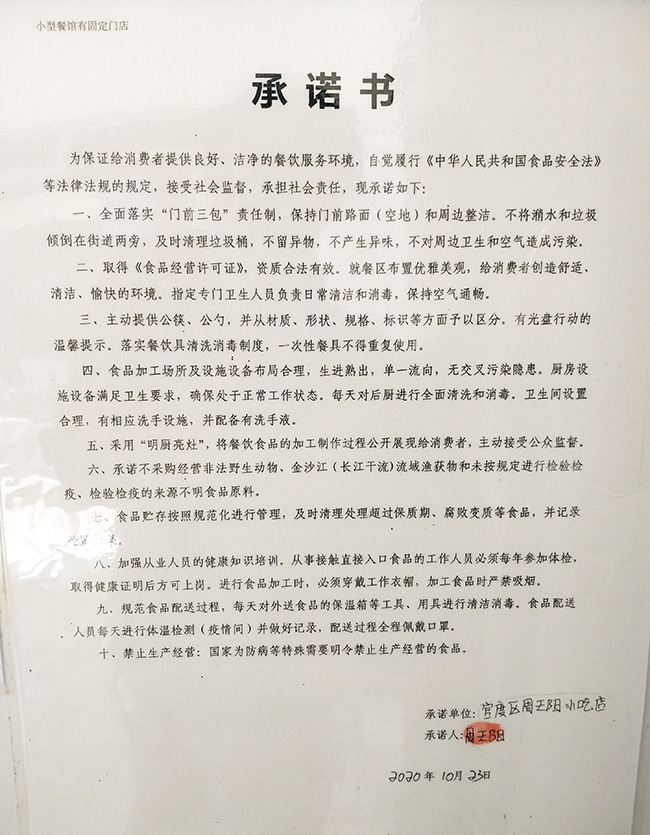 小型餐馆有固定门店
承诺书
为保证给消费者提供良好、洁净的餐饮服务环境，自觉履行《中华人民共和国食品安全法》
等法律法规的规定，接受社会监督，承担社会责任，现承诺如下：
一、全面落实“门前三包”责任制，保持门前路面（空地）和周边整洁。不将潲水和垃圾
倾倒在街道两旁，及时清理垃圾桶，不留异物，不产生异味，不对周边卫生和空气造成污染。
二、取得《食品经营许可证》，资质合法有效。就餐区布置优雅美观，给消费者创造舒适、
清洁、愉快的环境。指定专门卫生人员负责日常清洁和消毒，保持空气通畅。
三、主动提供公筷、公勺，并从材质、形状、规格、标识等方面予以区分。有光盘行动的
温馨提示。落实餐饮具清洗消毒制度，一次性餐具不得重复使用。
四、食品加工场所及设施设备布局合理，生进熟出，单一流向，无交叉污染隐患。厨房设
施设备满足卫生要求，确保处于正常工作状态。每天对后厨进行全面清洗和消毒。卫生间设置
合理，有相应洗手设施，并配备有洗手液。
五、采用“明厨亮灶”，将餐饮食品的加工制作过程公开展现给消费者，主动接受公众监督。
六、承诺不采购经营非法野生动物、金沙江（长江干流）流域渔获物和未按规定进行检验检
疫、检验检疫的来源不明食品原料。
七、食品贮存按照规范化进行管理，及时清理处理超过保质期、腐败变质等食品，并记录
八、加强从业人员的健康知识培训。从事接触直接入口食品的工作人员必须每年参加体检，
取得健康证明后方可上岗。进行食品加工时，必须穿戴工作衣帽，加工食品时严禁吸烟。
九、规范食品配送过程，每天对外送食品的保温箱等工具、用具进行清洁消毒。食品配送
人员每天进行体温检测（疫情间）并做好记录，配送过程全程佩戴口罩。
十、禁止生产经营：国家为防病等特殊需要明令禁止生产经营的食品。
承诺单位：官渡区周王阳小吃店
承诺人：周王阳
2020年10月23日